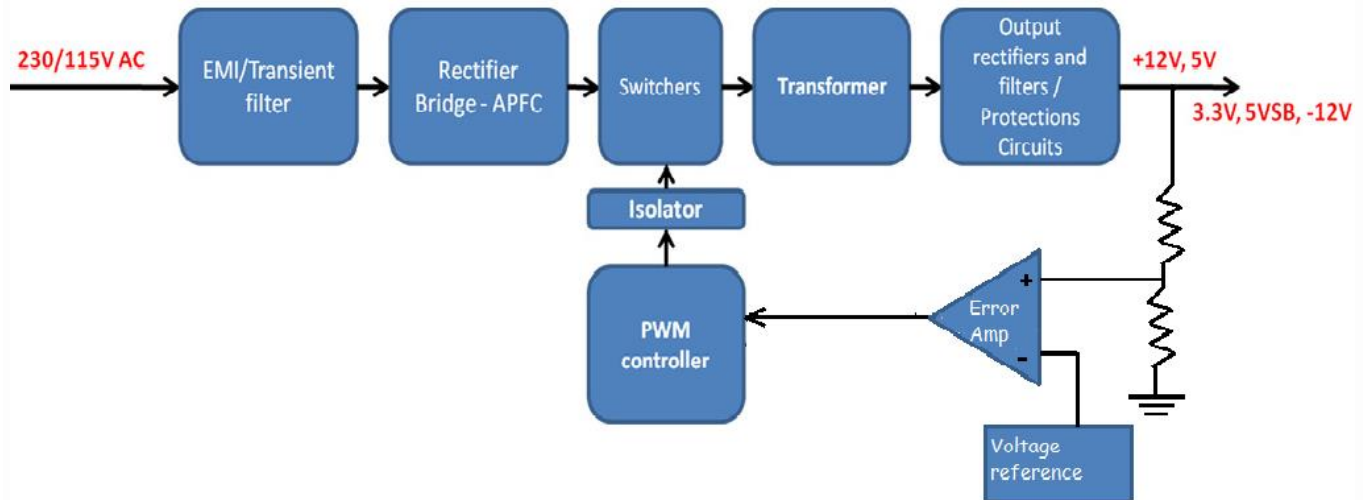 230/115V AC
EMI/Transient
filter
Rectifier
Bridge - APFC
Switchers
Transformer
Output
rectifiers and
filters /
Protections
Circuits
+12V, 5V
3.3V, 5VSB, -12V
Isolator
PWM
controller
+
Error
Amp
-
Voltage
reference